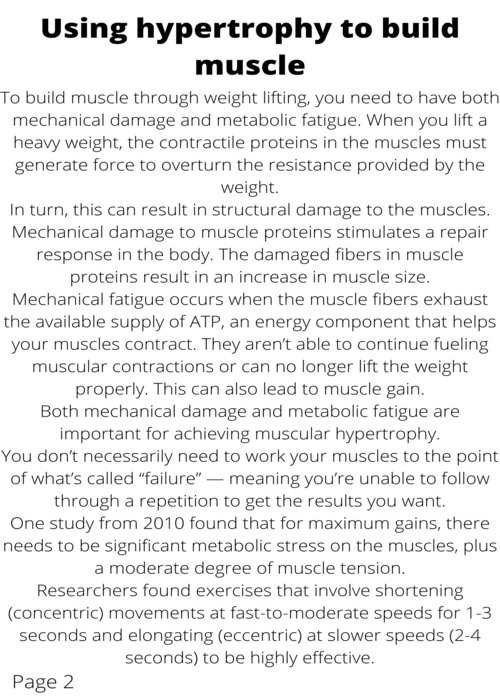 Using hypertrophy to build
muscle
To build muscle through weight lifting, you need to have both
mechanical damage and metabolic fatigue. When you lift a
heavy weight, the contractile proteins in the muscles must
generate force to overturn the resistance provided by the
weight.
In turn, this can result in structural damage to the muscles.
Mechanical damage to muscle proteins stimulates a repair
response in the body. The damaged fibers in muscle
proteins result in an increase in muscle size.
Mechanical fatigue occurs when the muscle fibers exhaust
the available supply of ATP, an energy component that helps
your muscles contract. They aren’t able to continue fueling
muscular contractions or can no longer lift the weight
properly. This can also lead to muscle gain.
Both mechanical damage and metabolic fatigue are
important for achieving muscular hypertrophy.
You don’t necessarily need to work your muscles to the point
of what’s called “failure” — meaning you’re unable to follow
through a repetition to get the results you want.
One study from 2010 found that for maximum gains, there
needs to be significant metabolic stress on the muscles, plus
a moderate degree of muscle tension.
Researchers found exercises that involve shortening
(concentric) movements at fast-to-moderate speeds for 1-3
seconds and elongating (eccentric) at slower speeds (2-4
seconds) to be highly effective.
Page 2